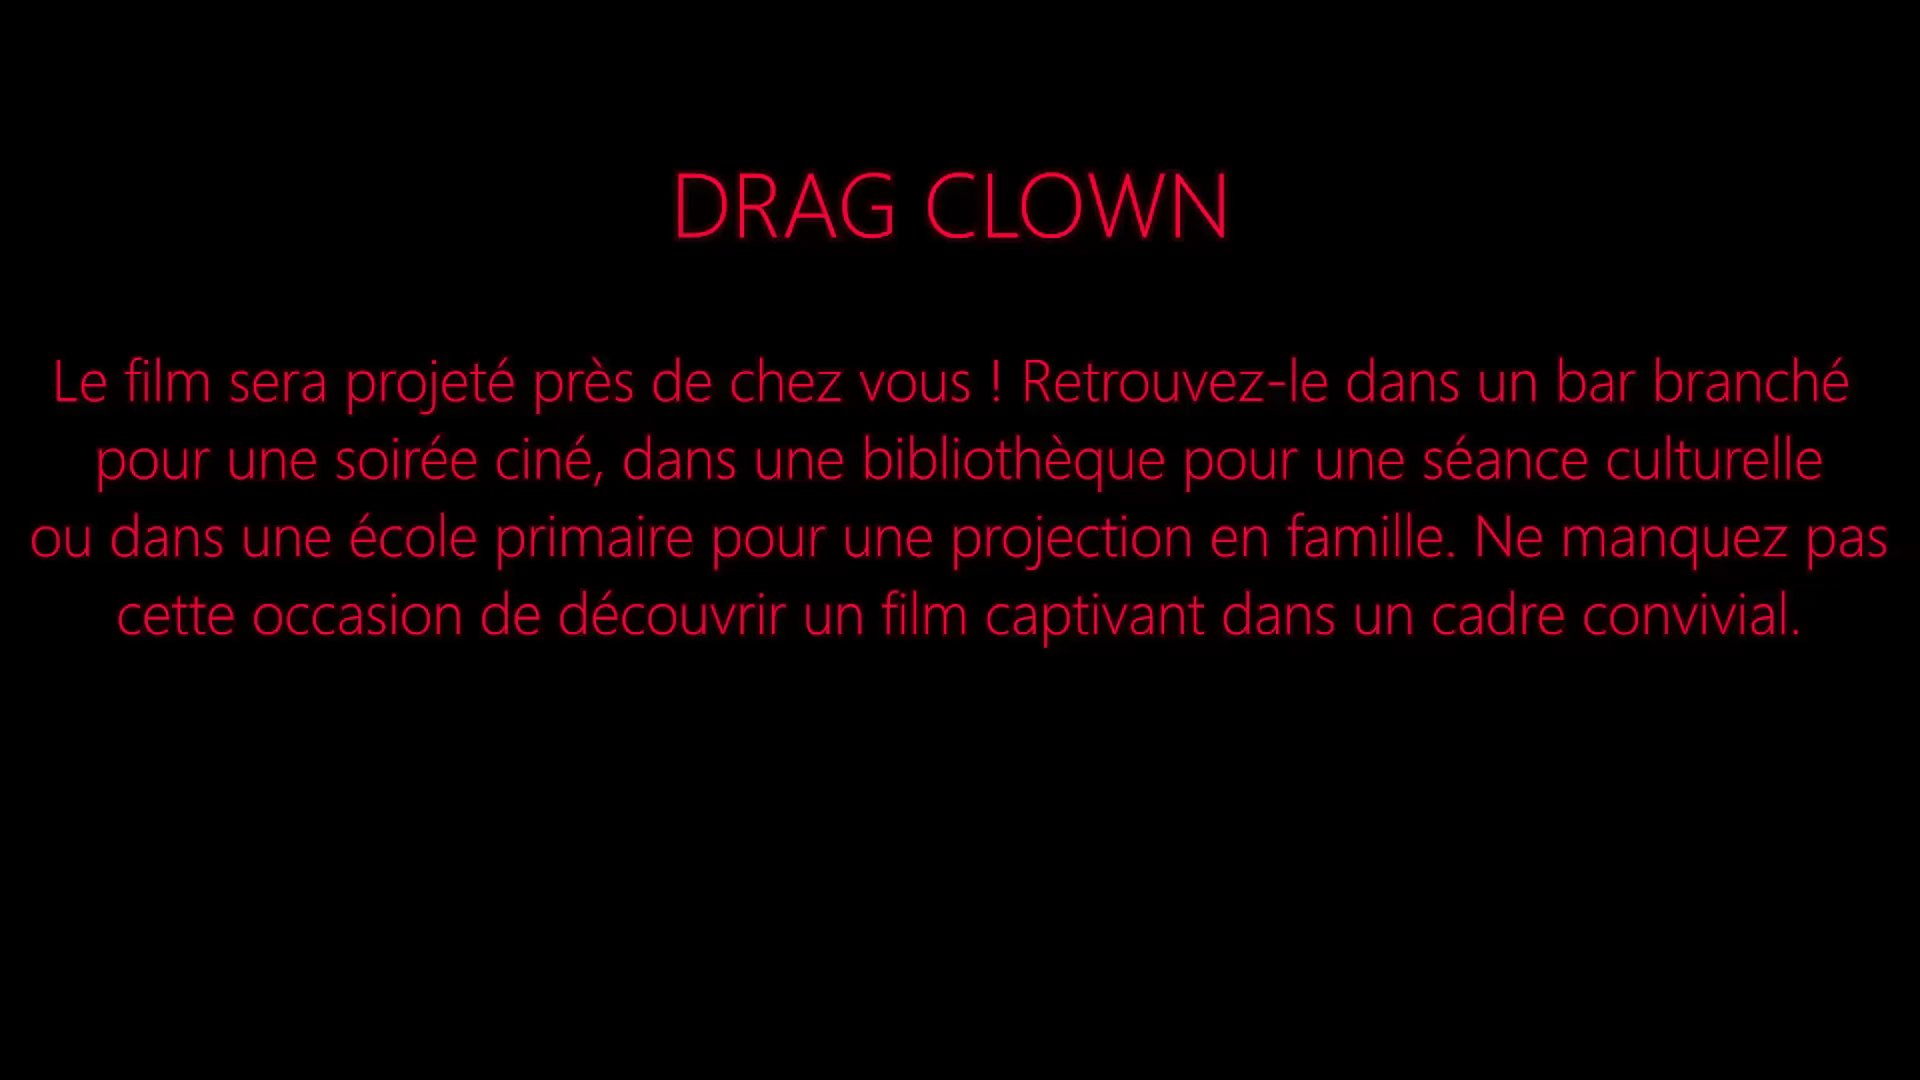 DRAG CLOWN
Le film sera projeté près de chez vous ! Retrouvez-le dans un bar branché
pour une soirée ciné, dans une bibliothèque pour une séance culturelle
ou dans une école primaire pour une projection en famille. Ne manquez pas
cette occasion de découvrir un film captivant dans un cadre convivial.